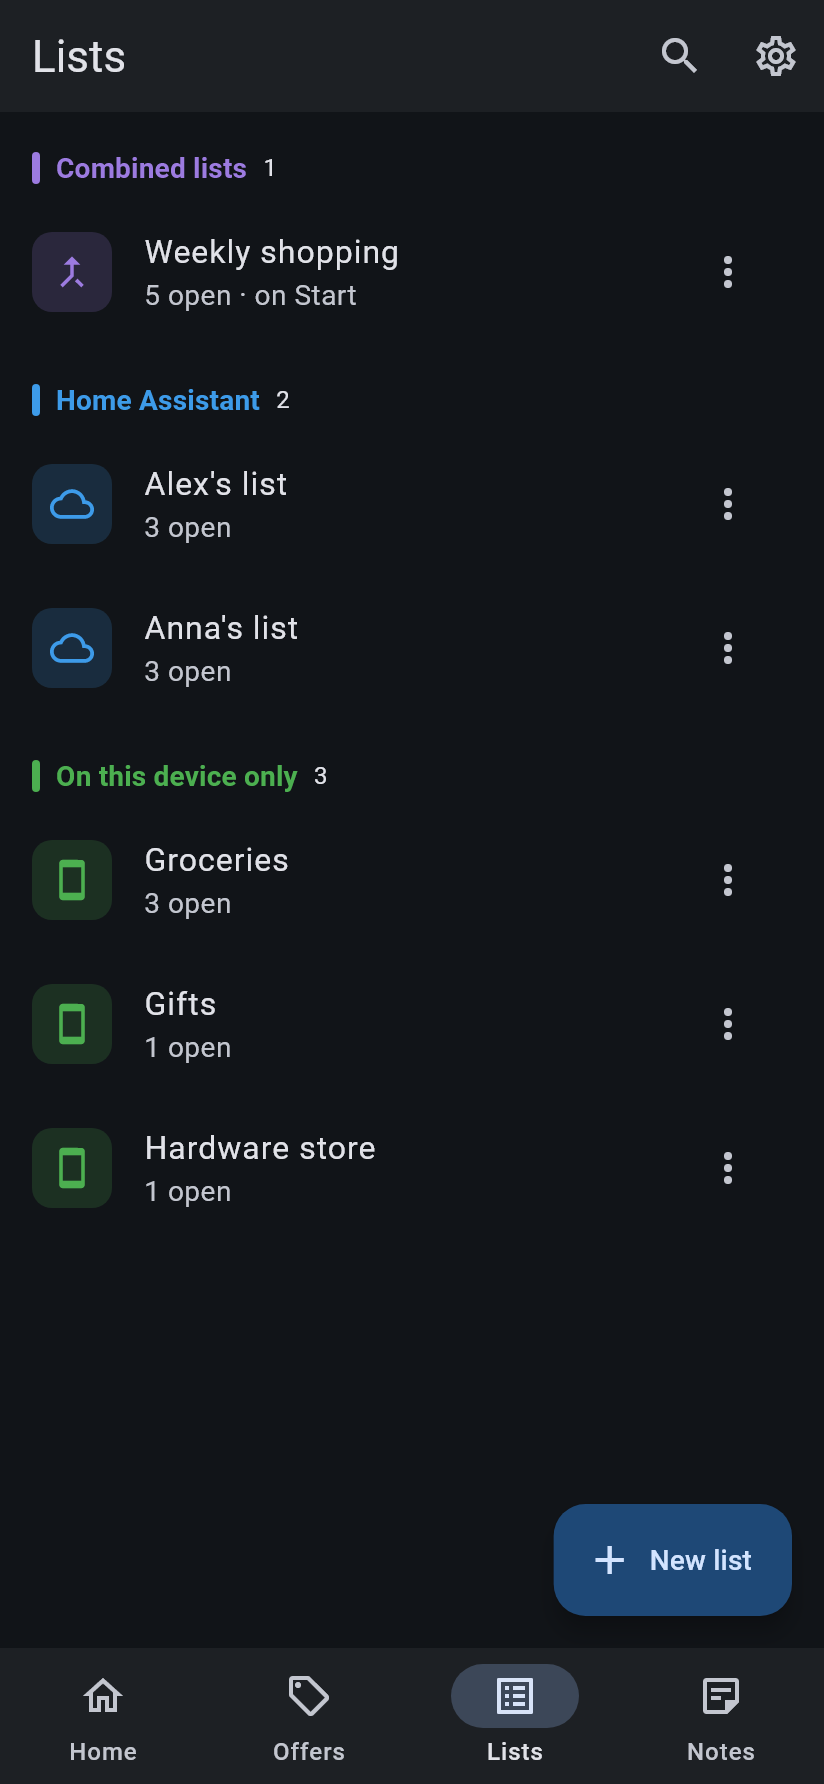 Lists
Combined lists 1
Weekly shopping
5 open · on Start
Home Assistant 2
Alex's list
3 open
Anna's list
3 open
On this device only 3
Groceries
3 open
Gifts
1 open
Hardware store
1 open
New list
Home Offers Lists Notes